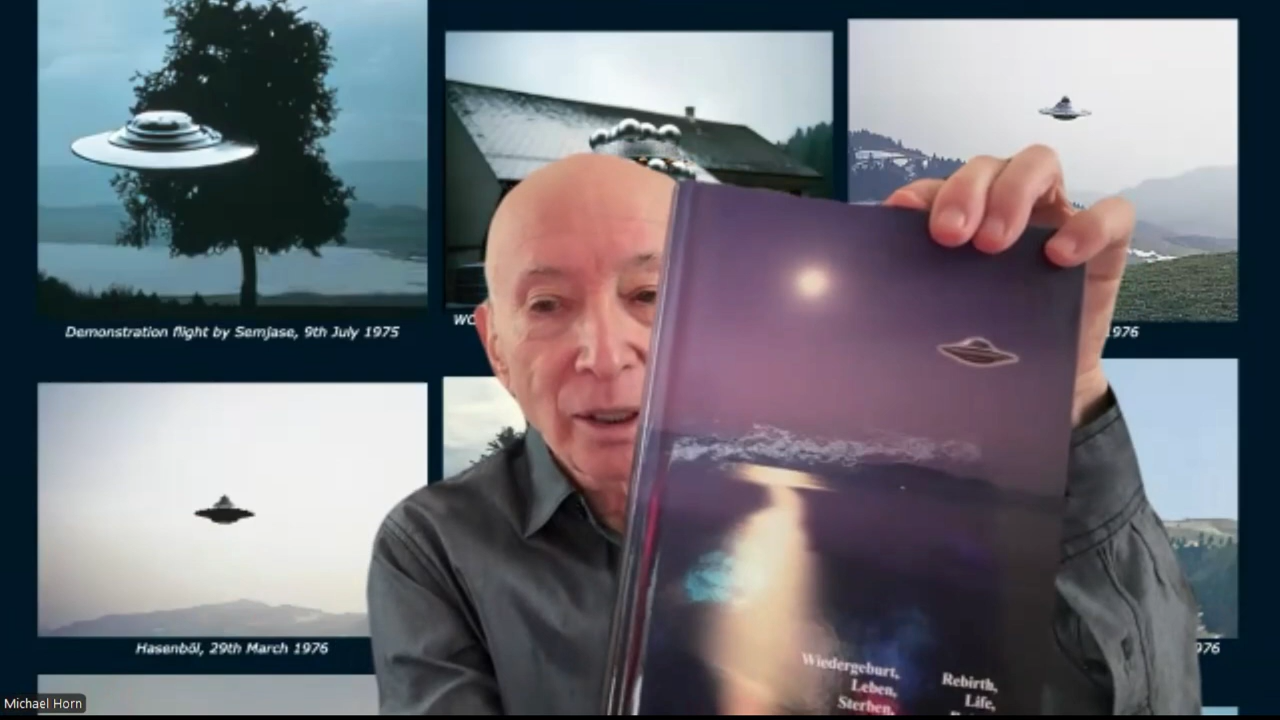 Demonstration flight by Semjase, 9th July 1975
WC
1976
Hasenböl, 29th March 1976
976
Wiedergeburt,
Leben,
Sterben,
Rebirth,
Life,
Michael Horn